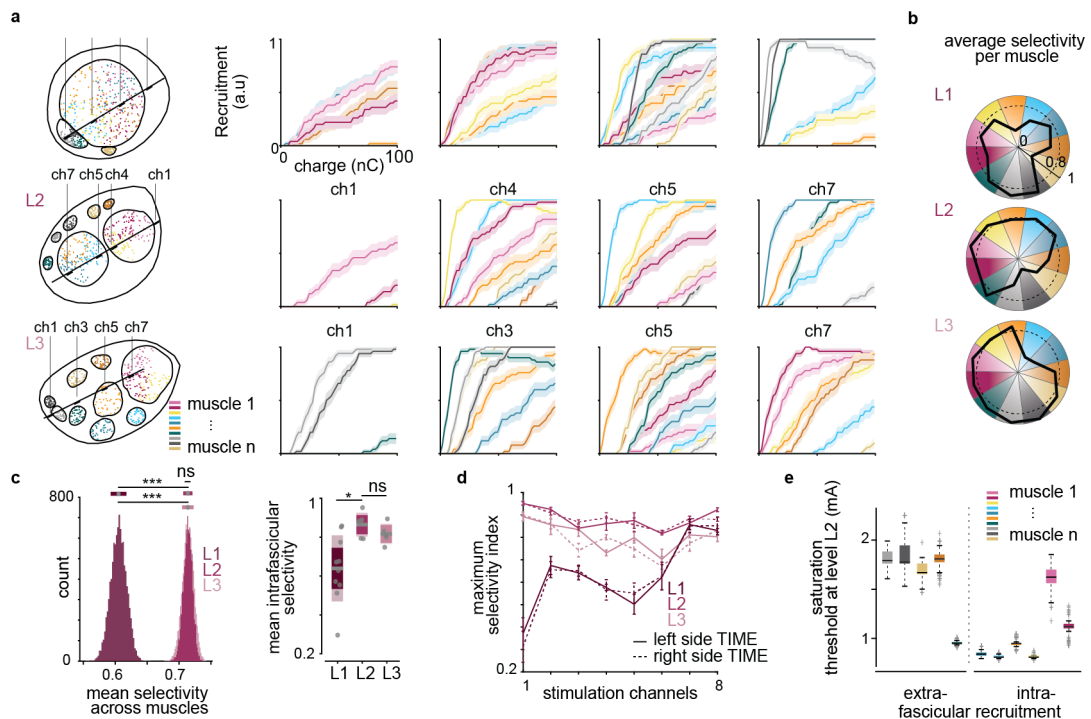 a
b
average selectivity
per muscle
1
Recruitment
(a.u)
0
0
100
charge (nC)
L1
0
0.8
1
ch7
ch5
ch4
ch1
L2
ch1
ch4
ch5
ch7
L2
ch1
ch3
ch5
ch7
L3
ch1
ch3
ch5
ch7
L3
muscle 1
⋮
muscle n
c
ns
***
***
800
count
0
0.6
0.7
mean selectivity
across muscles
L1
L2
L3
* ns
1
mean intrafascicular
selectivity
0.2
L1 L2 L3
d
1
maximum
selectivity index
0.2
1
8
stimulation channels
L1
L2
L3
left side TIME
right side TIME
e
muscle 1
⋮
muscle n
saturation
threshold at level L2 (mA)
2
1
extra- intra-
fascicular recruitment